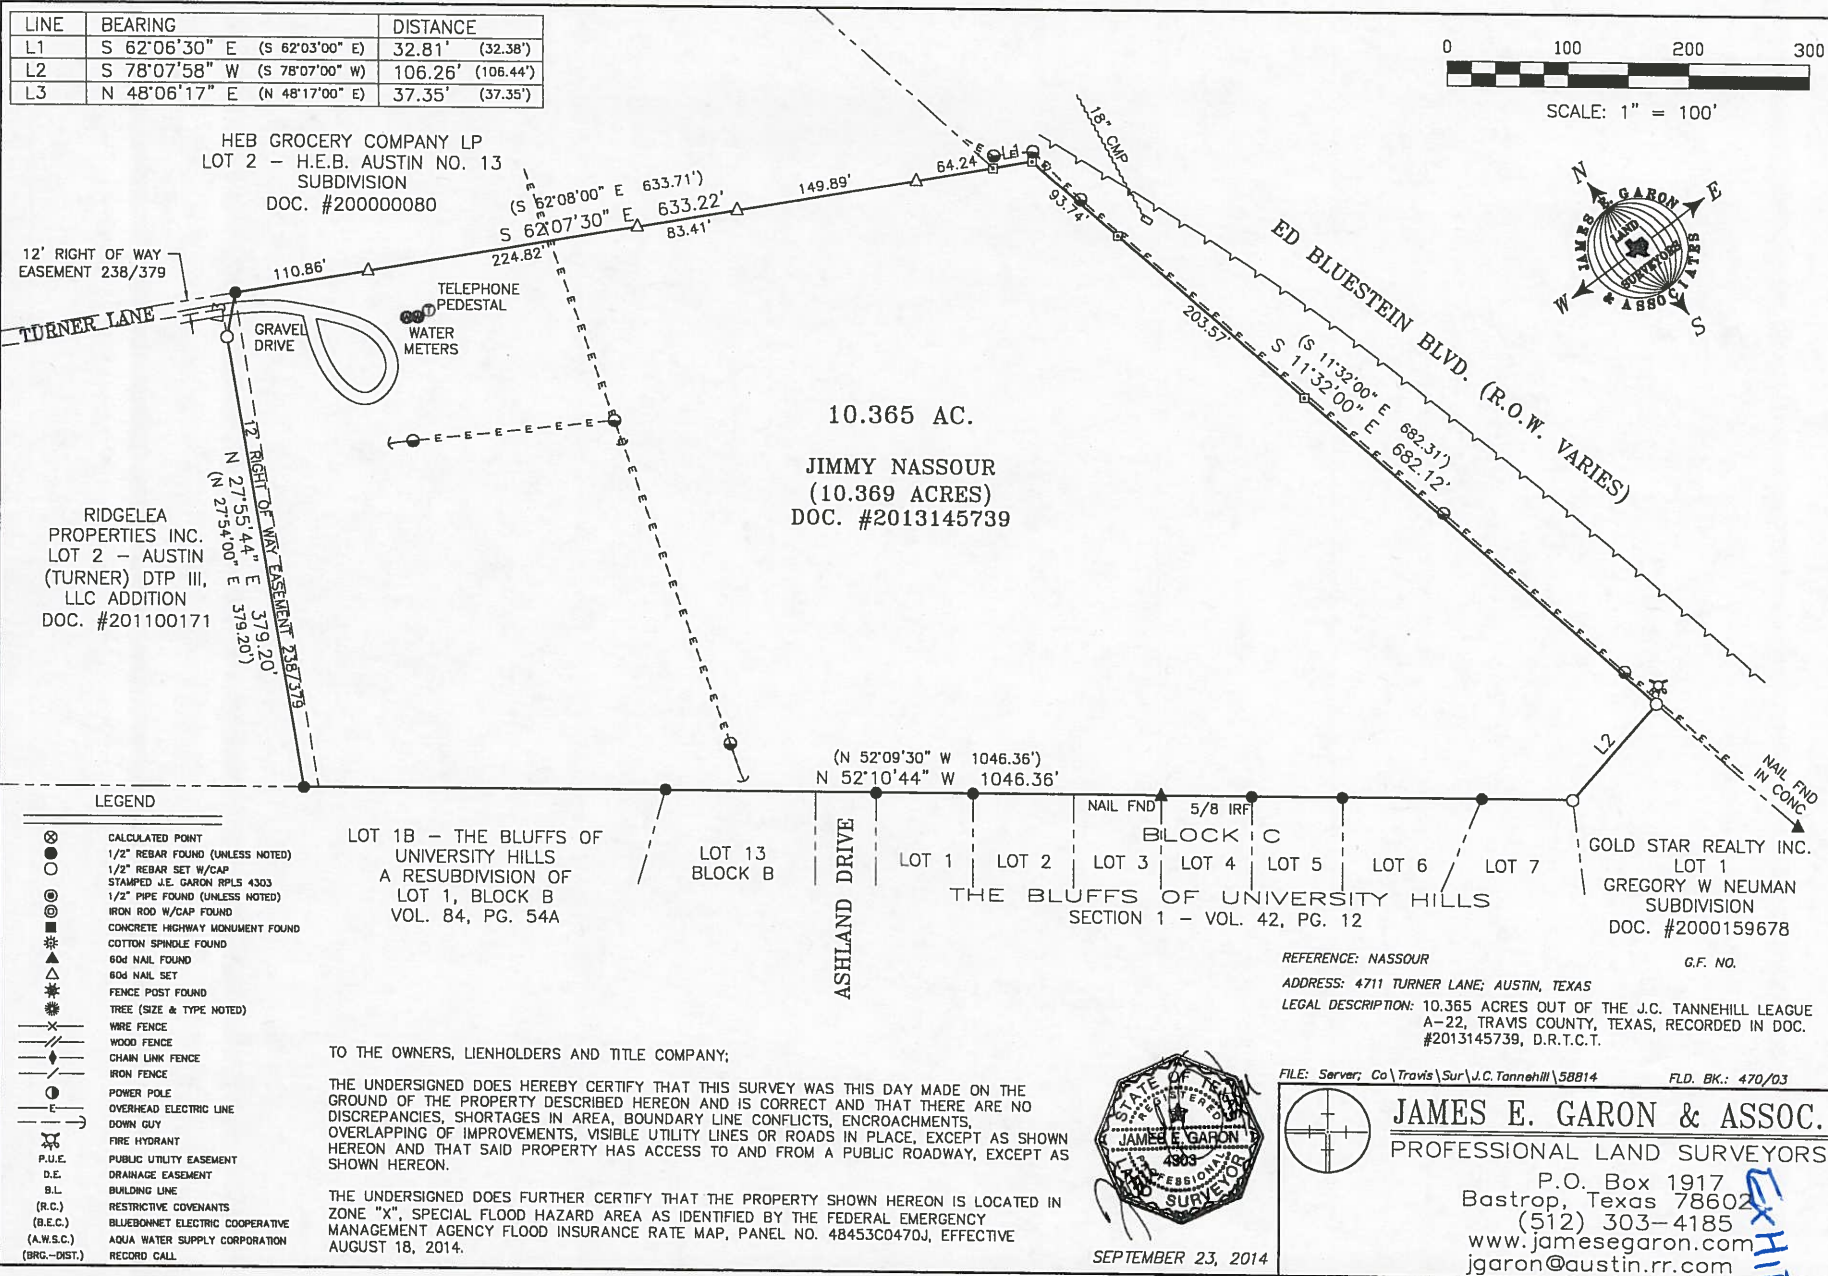 LINE BEARING DISTANCE
L1 S 62°06'30" E (S 62°03'00" E) 32.81' (32.38')
L2 S 78°07'58" W (S 78°07'00" W) 106.26' (106.44')
L3 N 48°06'17" E (N 48°17'00" E) 37.35' (37.35')
0 100 200 300
SCALE: 1" = 100'
HEB GROCERY COMPANY LP
LOT 2 – H.E.B. AUSTIN NO. 13
SUBDIVISION
DOC. #200000080
(S 62°08'00" E 633.71')
S 62°07'30" E 633.22'
110.86'
224.82'
83.41'
149.89'
64.24
L1
18" CMP
93.74'
203.57'
N
E
W
S
JAMES E. GARON
& ASSOCIATES
LAND
SURVEYORS
12' RIGHT OF WAY
EASEMENT 238/379
TURNER LANE
GRAVEL
DRIVE
TELEPHONE
PEDESTAL
WATER
METERS
ED BLUESTEIN BLVD. (R.O.W. VARIES)
(S 11°32'00" E 682.31')
S 11°32'00" E 682.12'
10.365 AC.
JIMMY NASSOUR
(10.369 ACRES)
DOC. #2013145739
12' RIGHT OF WAY EASEMENT 238/379
N 27°55'44" E 379.20'
(N 27°54'00" E 379.20')
RIDGELEA
PROPERTIES INC.
LOT 2 – AUSTIN
(TURNER) DTP III,
LLC ADDITION
DOC. #201100171
(N 52°09'30" W 1046.36')
N 52°10'44" W 1046.36'
L2
NAIL FND
IN CONC
NAIL FND
5/8 IRF
LOT 1B – THE BLUFFS OF
UNIVERSITY HILLS
A RESUBDIVISION OF
LOT 1, BLOCK B
VOL. 84, PG. 54A
LOT 13
BLOCK B
ASHLAND DRIVE
BLOCK C
LOT 1
LOT 2
LOT 3
LOT 4
LOT 5
LOT 6
LOT 7
THE BLUFFS OF UNIVERSITY HILLS
SECTION 1 – VOL. 42, PG. 12
GOLD STAR REALTY INC.
LOT 1
GREGORY W NEUMAN
SUBDIVISION
DOC. #2000159678
LEGEND
CALCULATED POINT
1/2" REBAR FOUND (UNLESS NOTED)
1/2" REBAR SET W/CAP
STAMPED J.E. GARON RPLS 4303
1/2" PIPE FOUND (UNLESS NOTED)
IRON ROD W/CAP FOUND
CONCRETE HIGHWAY MONUMENT FOUND
COTTON SPINDLE FOUND
60d NAIL FOUND
60d NAIL SET
FENCE POST FOUND
TREE (SIZE & TYPE NOTED)
WIRE FENCE
WOOD FENCE
CHAIN LINK FENCE
IRON FENCE
POWER POLE
E OVERHEAD ELECTRIC LINE
DOWN GUY
FIRE HYDRANT
P.U.E. PUBLIC UTILITY EASEMENT
D.E. DRAINAGE EASEMENT
B.L. BUILDING LINE
(R.C.) RESTRICTIVE COVENANTS
(B.E.C.) BLUEBONNET ELECTRIC COOPERATIVE
(A.W.S.C.) AQUA WATER SUPPLY CORPORATION
(BRG.–DIST.) RECORD CALL
TO THE OWNERS, LIENHOLDERS AND TITLE COMPANY;
THE UNDERSIGNED DOES HEREBY CERTIFY THAT THIS SURVEY WAS THIS DAY MADE ON THE
GROUND OF THE PROPERTY DESCRIBED HEREON AND IS CORRECT AND THAT THERE ARE NO
DISCREPANCIES, SHORTAGES IN AREA, BOUNDARY LINE CONFLICTS, ENCROACHMENTS,
OVERLAPPING OF IMPROVEMENTS, VISIBLE UTILITY LINES OR ROADS IN PLACE, EXCEPT AS SHOWN
HEREON AND THAT SAID PROPERTY HAS ACCESS TO AND FROM A PUBLIC ROADWAY, EXCEPT AS
SHOWN HEREON.
THE UNDERSIGNED DOES FURTHER CERTIFY THAT THE PROPERTY SHOWN HEREON IS LOCATED IN
ZONE "X", SPECIAL FLOOD HAZARD AREA AS IDENTIFIED BY THE FEDERAL EMERGENCY
MANAGEMENT AGENCY FLOOD INSURANCE RATE MAP, PANEL NO. 48453C0470J, EFFECTIVE
AUGUST 18, 2014.
STATE OF TEXAS
REGISTERED
JAMES E. GARON
4303
PROFESSIONAL
LAND SURVEYOR
SEPTEMBER 23, 2014
REFERENCE: NASSOUR
G.F. NO.
ADDRESS: 4711 TURNER LANE; AUSTIN, TEXAS
LEGAL DESCRIPTION: 10.365 ACRES OUT OF THE J.C. TANNEHILL LEAGUE
A–22, TRAVIS COUNTY, TEXAS, RECORDED IN DOC.
#2013145739, D.R.T.C.T.
FILE: Server; Co\Travis\Sur\J.C.Tannehill\58814 FLD. BK.: 470/03
JAMES E. GARON & ASSOC.
PROFESSIONAL LAND SURVEYORS
P.O. Box 1917
Bastrop, Texas 78602
(512) 303–4185
www.jamesegaron.com
jgaron@austin.rr.com